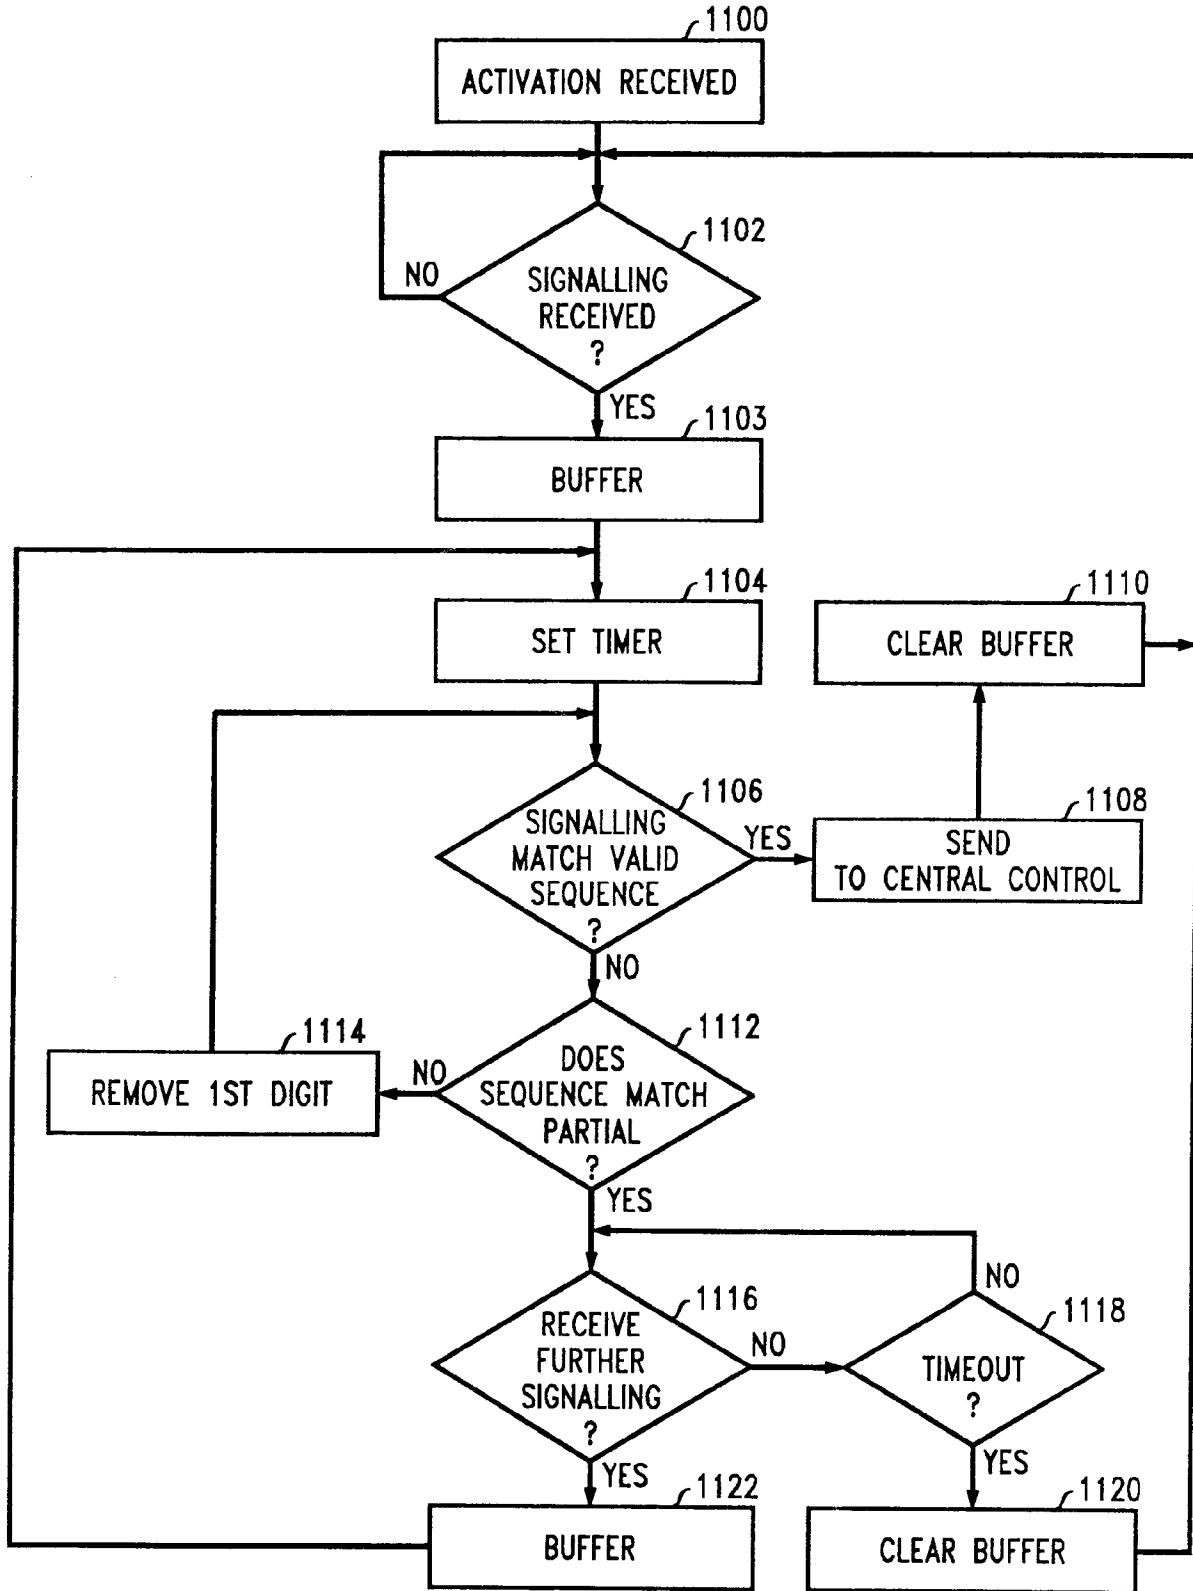 1100
ACTIVATION RECEIVED
1102
NO
SIGNALLING
RECEIVED
?
YES
1103
BUFFER
1104
SET TIMER
1110
CLEAR BUFFER
1106
SIGNALLING
MATCH VALID
SEQUENCE
?
YES
1108
SEND
TO CENTRAL CONTROL
NO
1112
DOES
SEQUENCE MATCH
PARTIAL
?
NO
1114
REMOVE 1ST DIGIT
YES
1116
RECEIVE
FURTHER
SIGNALLING
?
NO
NO
1118
TIMEOUT
?
YES
1122
BUFFER
YES
1120
CLEAR BUFFER